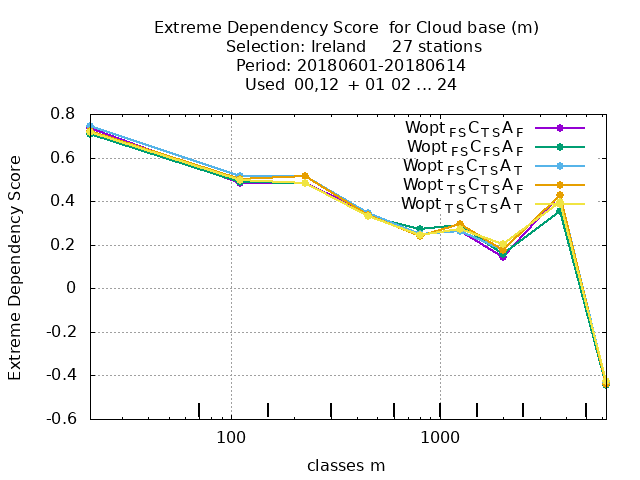 Extreme Dependency Score for Cloud base (m)
Selection: Ireland 27 stations
Period: 20180601-20180614
Used 00,12 + 01 02 ... 24
Extreme Dependency Score
0.8
0.6
0.4
0.2
0
-0.2
-0.4
-0.6
Wopt FS C TS A F
Wopt FS C FS A F
Wopt FS C TS A T
Wopt TS C TS A F
Wopt TS C TS A T
100
1000
classes m